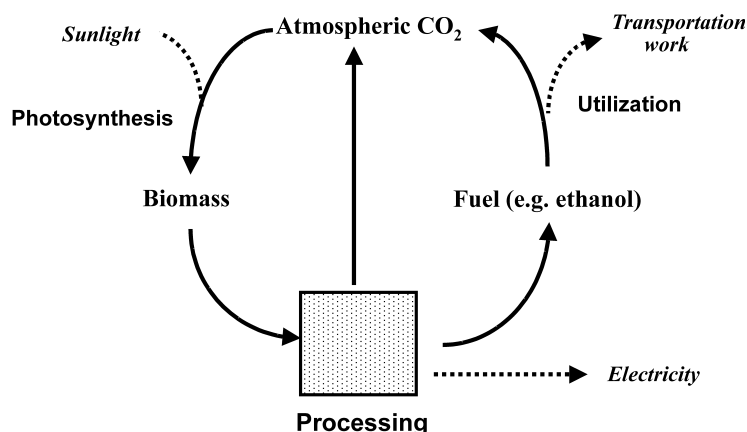 Sunlight
Atmospheric CO₂
Transportation
work
Photosynthesis
Utilization
Biomass
Fuel (e.g. ethanol)
Electricity
Processing